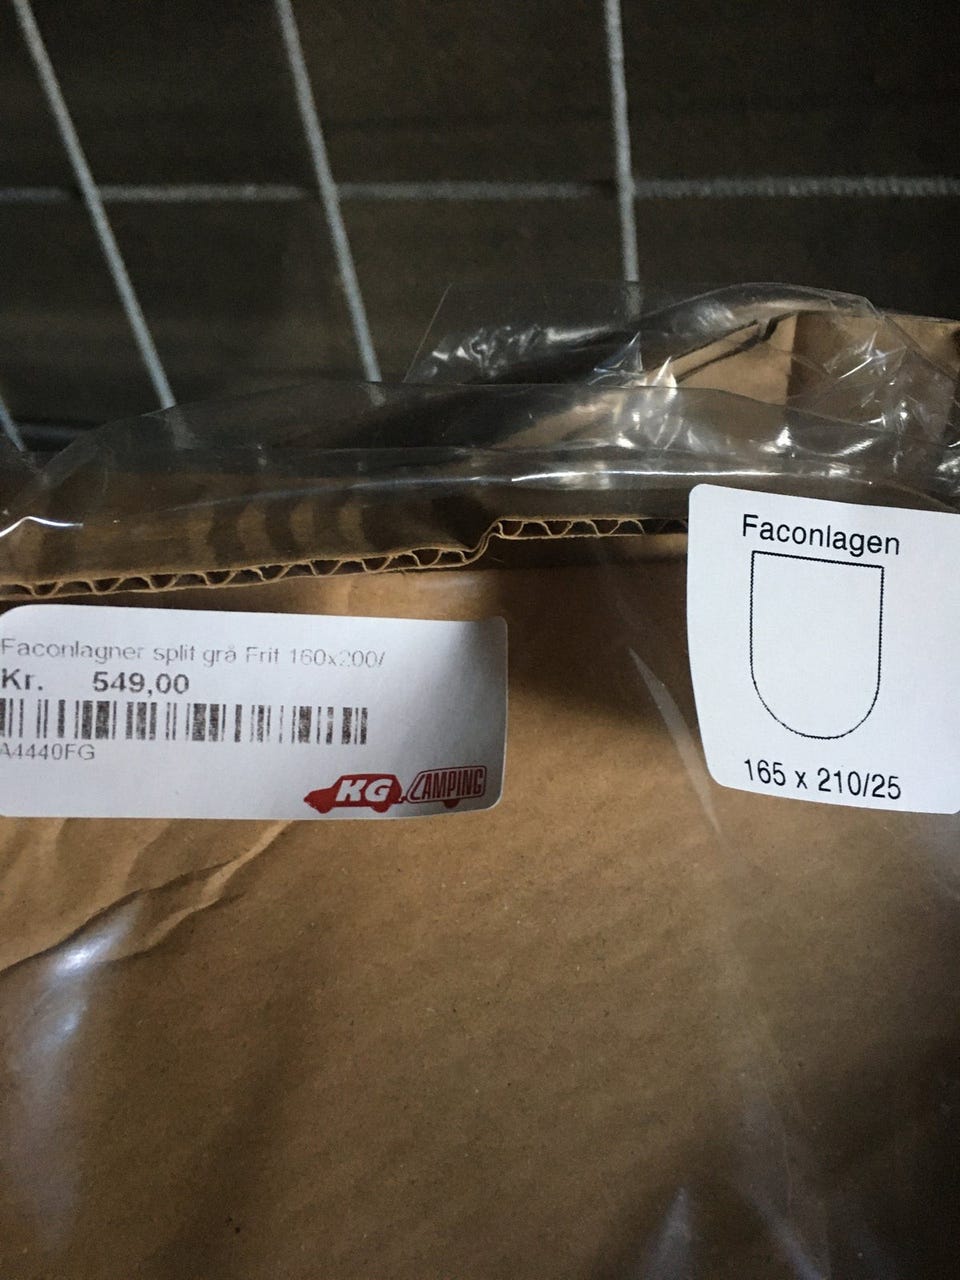 Faconlagen
165 x 210/25
Faconlagner split grå Frit 160x200/
Kr. 549,00
A4440FG
KG CAMPING